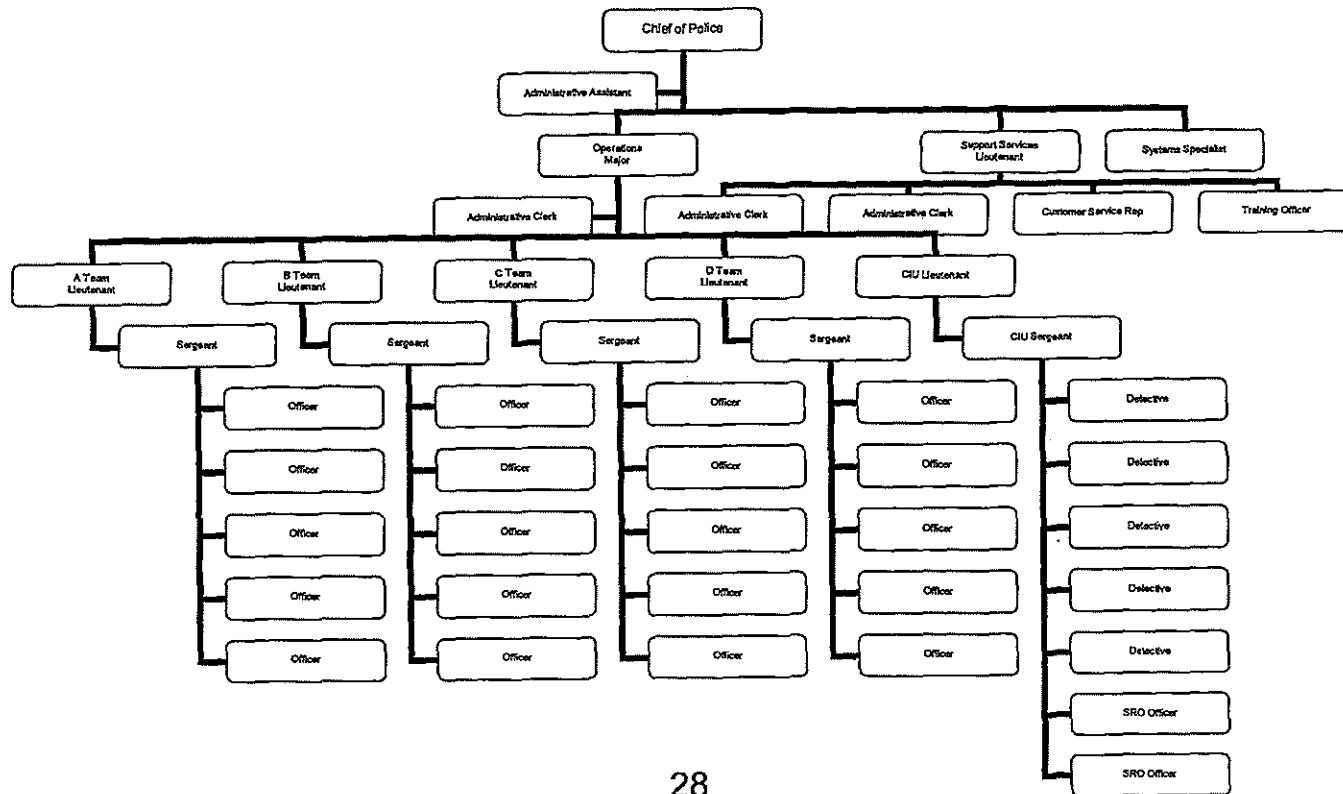 Chief of Police
Administrative Assistant
Operations
Major
Support Services
Lieutenant
Systems Specialist
Administrative Clerk
Administrative Clerk
Administrative Clerk
Customer Service Rep
Training Officer
A Team
Lieutenant
B Team
Lieutenant
C Team
Lieutenant
D Team
Lieutenant
CIU Lieutenant
Sergeant
Sergeant
Sergeant
Sergeant
CIU Sergeant
Officer
Officer
Officer
Officer
Detective
Officer
Officer
Officer
Officer
Detective
Officer
Officer
Officer
Officer
Detective
Officer
Officer
Officer
Officer
Detective
Officer
Officer
Officer
Officer
Detective
SRO Officer
SRO Officer
28